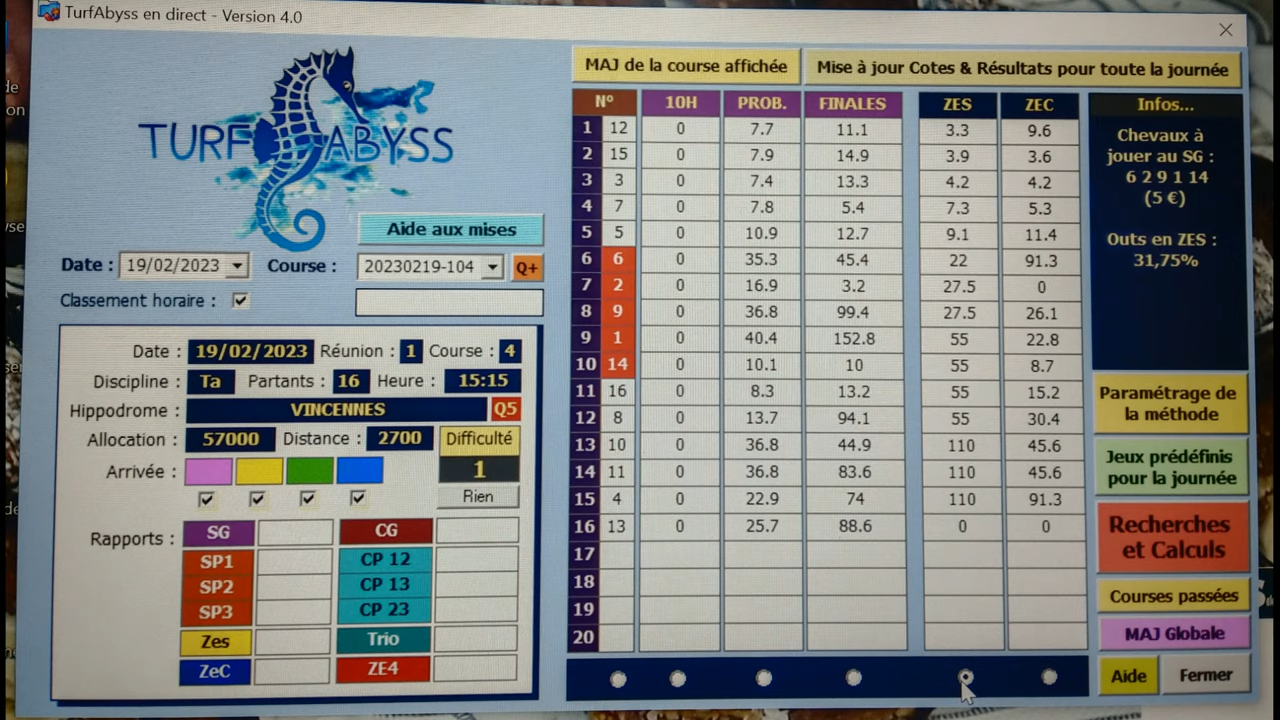 TurfAbyss en direct - Version 4.0
TURF ABYSS
Aide aux mises
Date : 19/02/2023 Course : 20230219-104 Q+
Classement horaire :
Date : 19/02/2023 Réunion : 1 Course : 4
Discipline : Ta Partants : 16 Heure : 15:15
Hippodrome : VINCENNES Q5
Allocation : 57000 Distance : 2700 Difficulté
Arrivée : 1
Rien
Rapports : SG CG
SP1 CP 12
SP2 CP 13
SP3 CP 23
Zes Trio
ZeC ZE4
MAJ de la course affichée Mise à jour Cotes & Résultats pour toute la journée
N° 10H PROB. FINALES ZES ZEC
1 12 0 7.7 11.1 3.3 9.6
2 15 0 7.9 14.9 3.9 3.6
3 3 0 7.4 13.3 4.2 4.2
4 7 0 7.8 5.4 7.3 5.3
5 5 0 10.9 12.7 9.1 11.4
6 6 0 35.3 45.4 22 91.3
7 2 0 16.9 3.2 27.5 0
8 9 0 36.8 99.4 27.5 26.1
9 1 0 40.4 152.8 55 22.8
10 14 0 10.1 10 55 8.7
11 16 0 8.3 13.2 55 15.2
12 8 0 13.7 94.1 55 30.4
13 10 0 36.8 44.9 110 45.6
14 11 0 36.8 83.6 110 45.6
15 4 0 22.9 74 110 91.3
16 13 0 25.7 88.6 0 0
17
18
19
20
Infos...
Chevaux à
jouer au SG :
6 2 9 1 14
(5 €)
Outs en ZES :
31,75%
Paramétrage de
la méthode
Jeux prédéfinis
pour la journée
Recherches
et Calculs
Courses passées
MAJ Globale
Aide Fermer